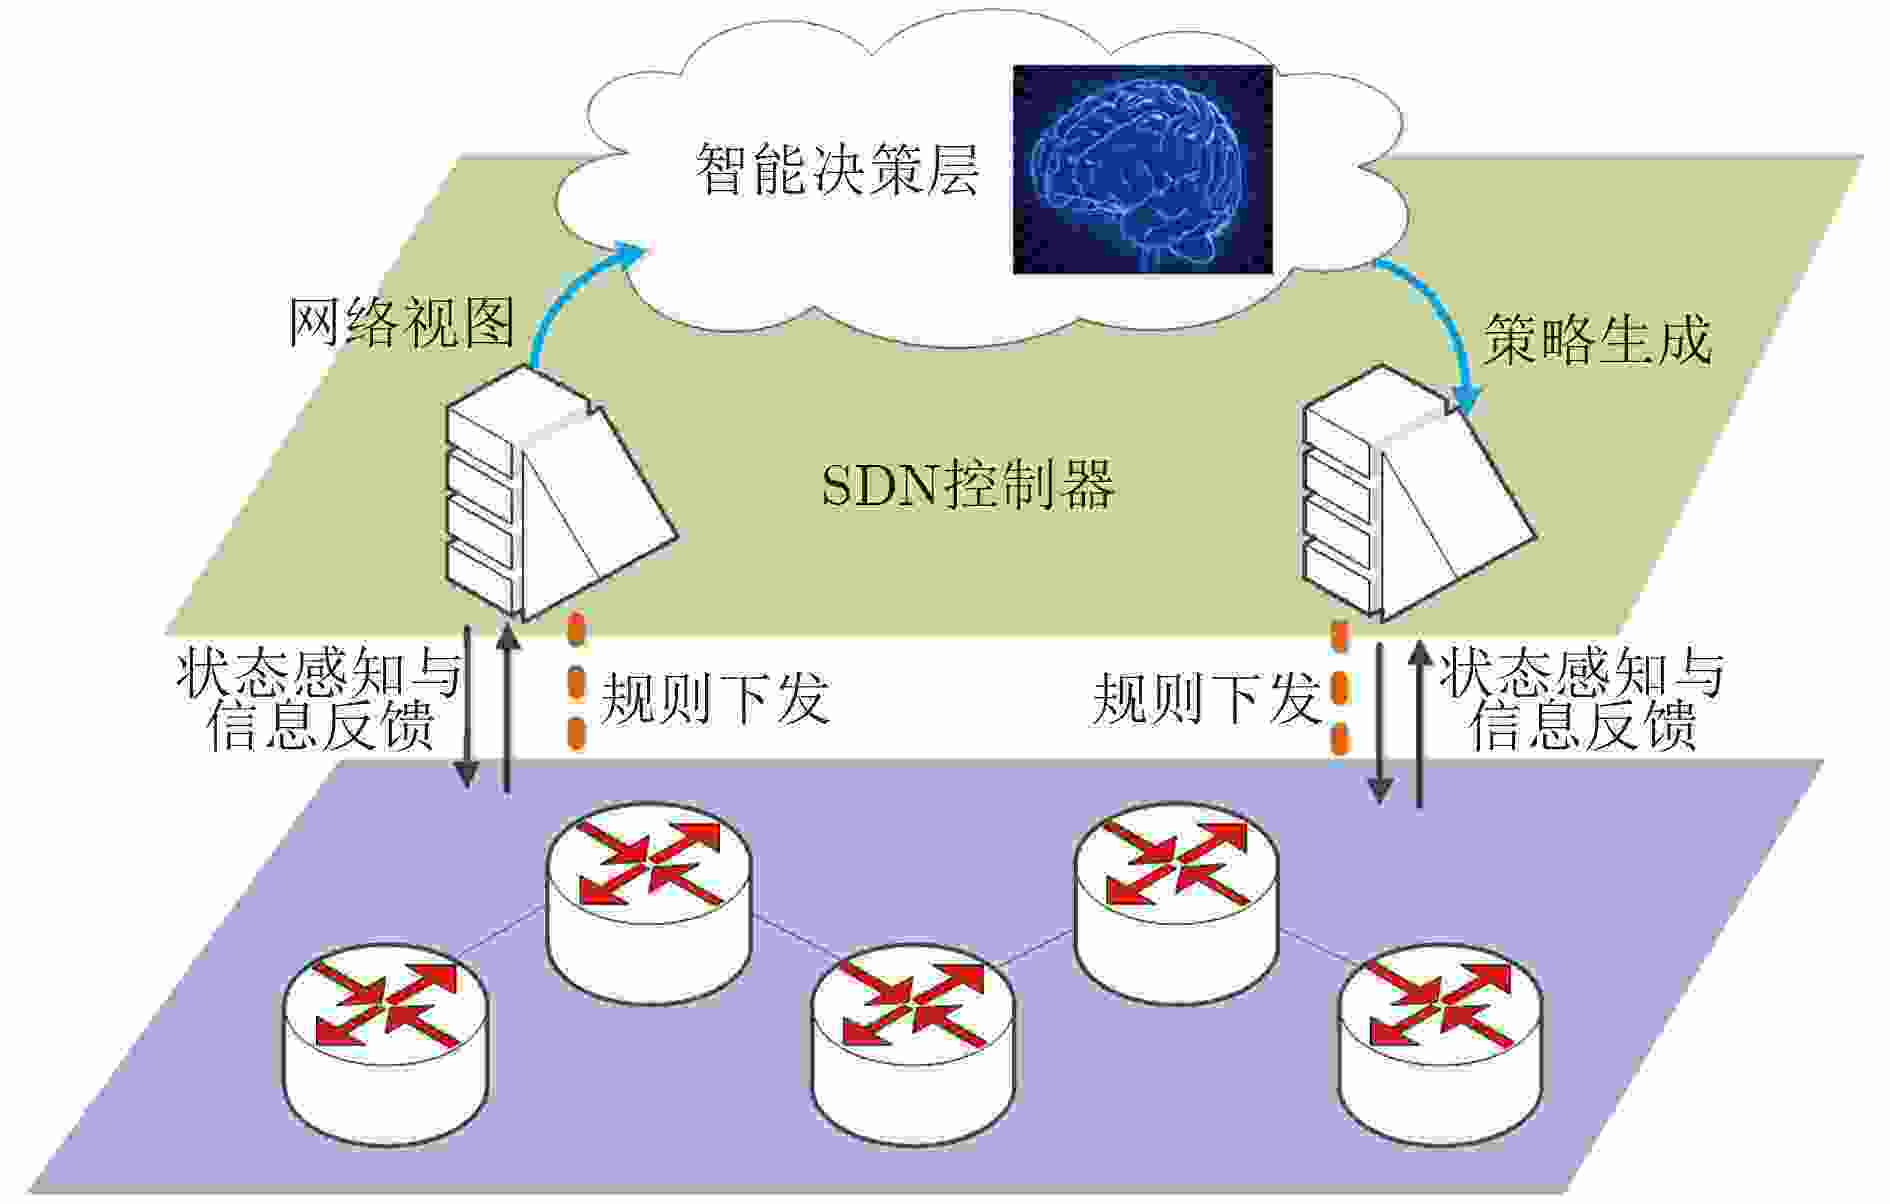 智能决策层
网络视图
策略生成
SDN控制器
状态感知与
信息反馈
规则下发
规则下发
状态感知与
信息反馈